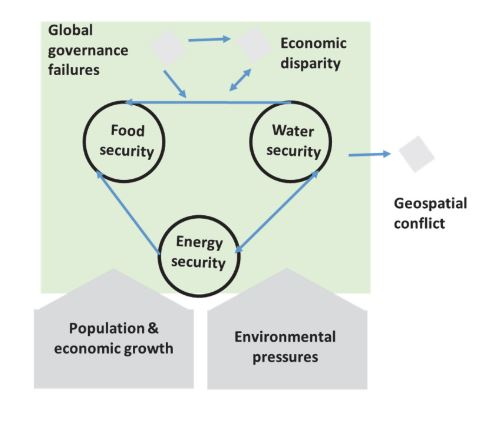 Global
governance
failures
Economic
disparity
Food
security
Water
security
Geospatial
conflict
Energy
security
Population &
economic growth
Environmental
pressures